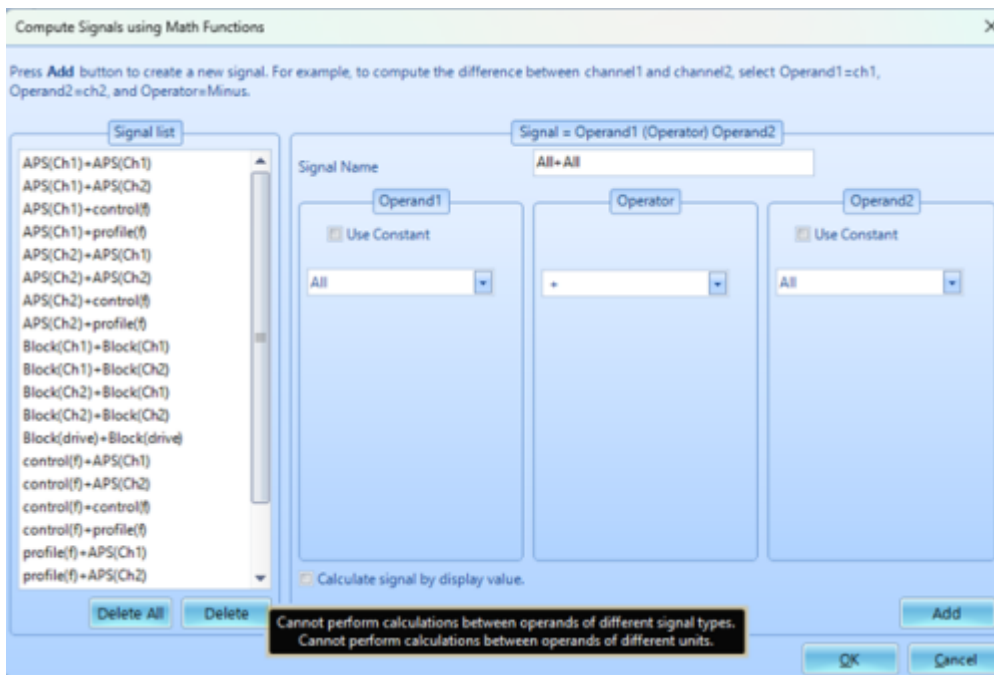 Compute Signals using Math Functions
Press Add button to create a new signal. For example, to compute the difference between channel1 and channel2, select Operand1=ch1,
Operand2=ch2, and Operator=Minus.
Signal list
APS(Ch1)+APS(Ch1)
APS(Ch1)+APS(Ch2)
APS(Ch1)+control(f)
APS(Ch1)+profile(f)
APS(Ch2)+APS(Ch1)
APS(Ch2)+APS(Ch2)
APS(Ch2)+control(f)
APS(Ch2)+profile(f)
Block(Ch1)+Block(Ch1)
Block(Ch1)+Block(Ch2)
Block(Ch2)+Block(Ch1)
Block(Ch2)+Block(Ch2)
Block(drive)+Block(drive)
control(f)+APS(Ch1)
control(f)+APS(Ch2)
control(f)+control(f)
control(f)+profile(f)
profile(f)+APS(Ch1)
profile(f)+APS(Ch2)
Delete All
Delete
Signal = Operand1 (Operator) Operand2
Signal Name
All+All
Operand1
Use Constant
All
Operator
+
Operand2
Use Constant
All
Calculate signal by display value.
Cannot perform calculations between operands of different signal types.
Cannot perform calculations between operands of different units.
Add
OK
Cancel